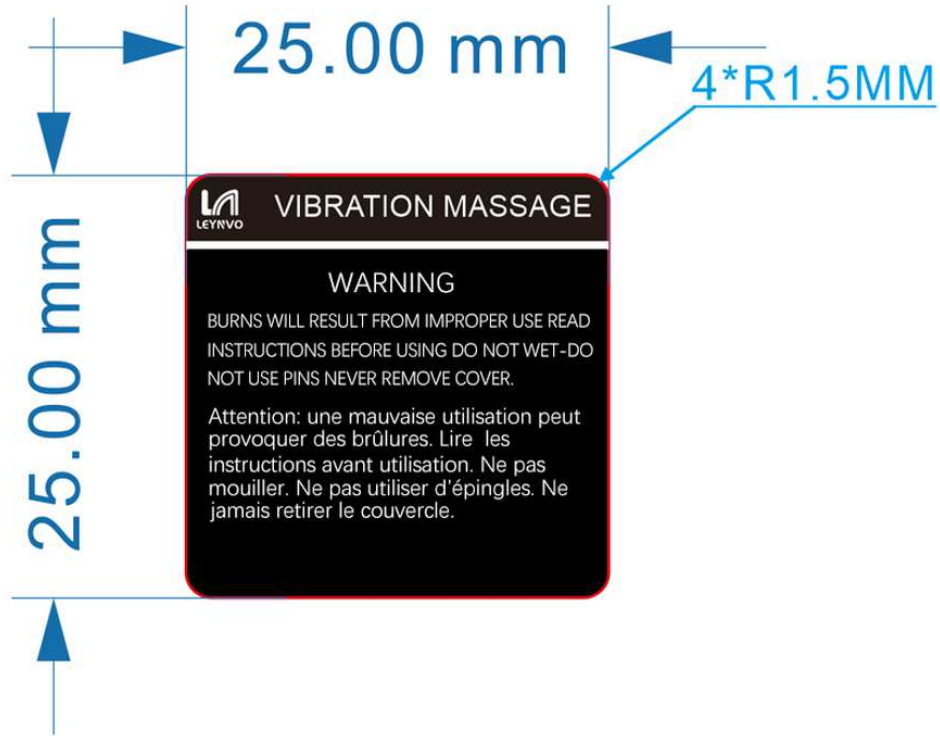 25.00 mm
4*R1.5MM
25.00 mm
LEYNVO
VIBRATION MASSAGE
WARNING
BURNS WILL RESULT FROM IMPROPER USE READ
INSTRUCTIONS BEFORE USING DO NOT WET-DO
NOT USE PINS NEVER REMOVE COVER.
Attention: une mauvaise utilisation peut
provoquer des brûlures. Lire les
instructions avant utilisation. Ne pas
mouiller. Ne pas utiliser d'épingles. Ne
jamais retirer le couvercle.